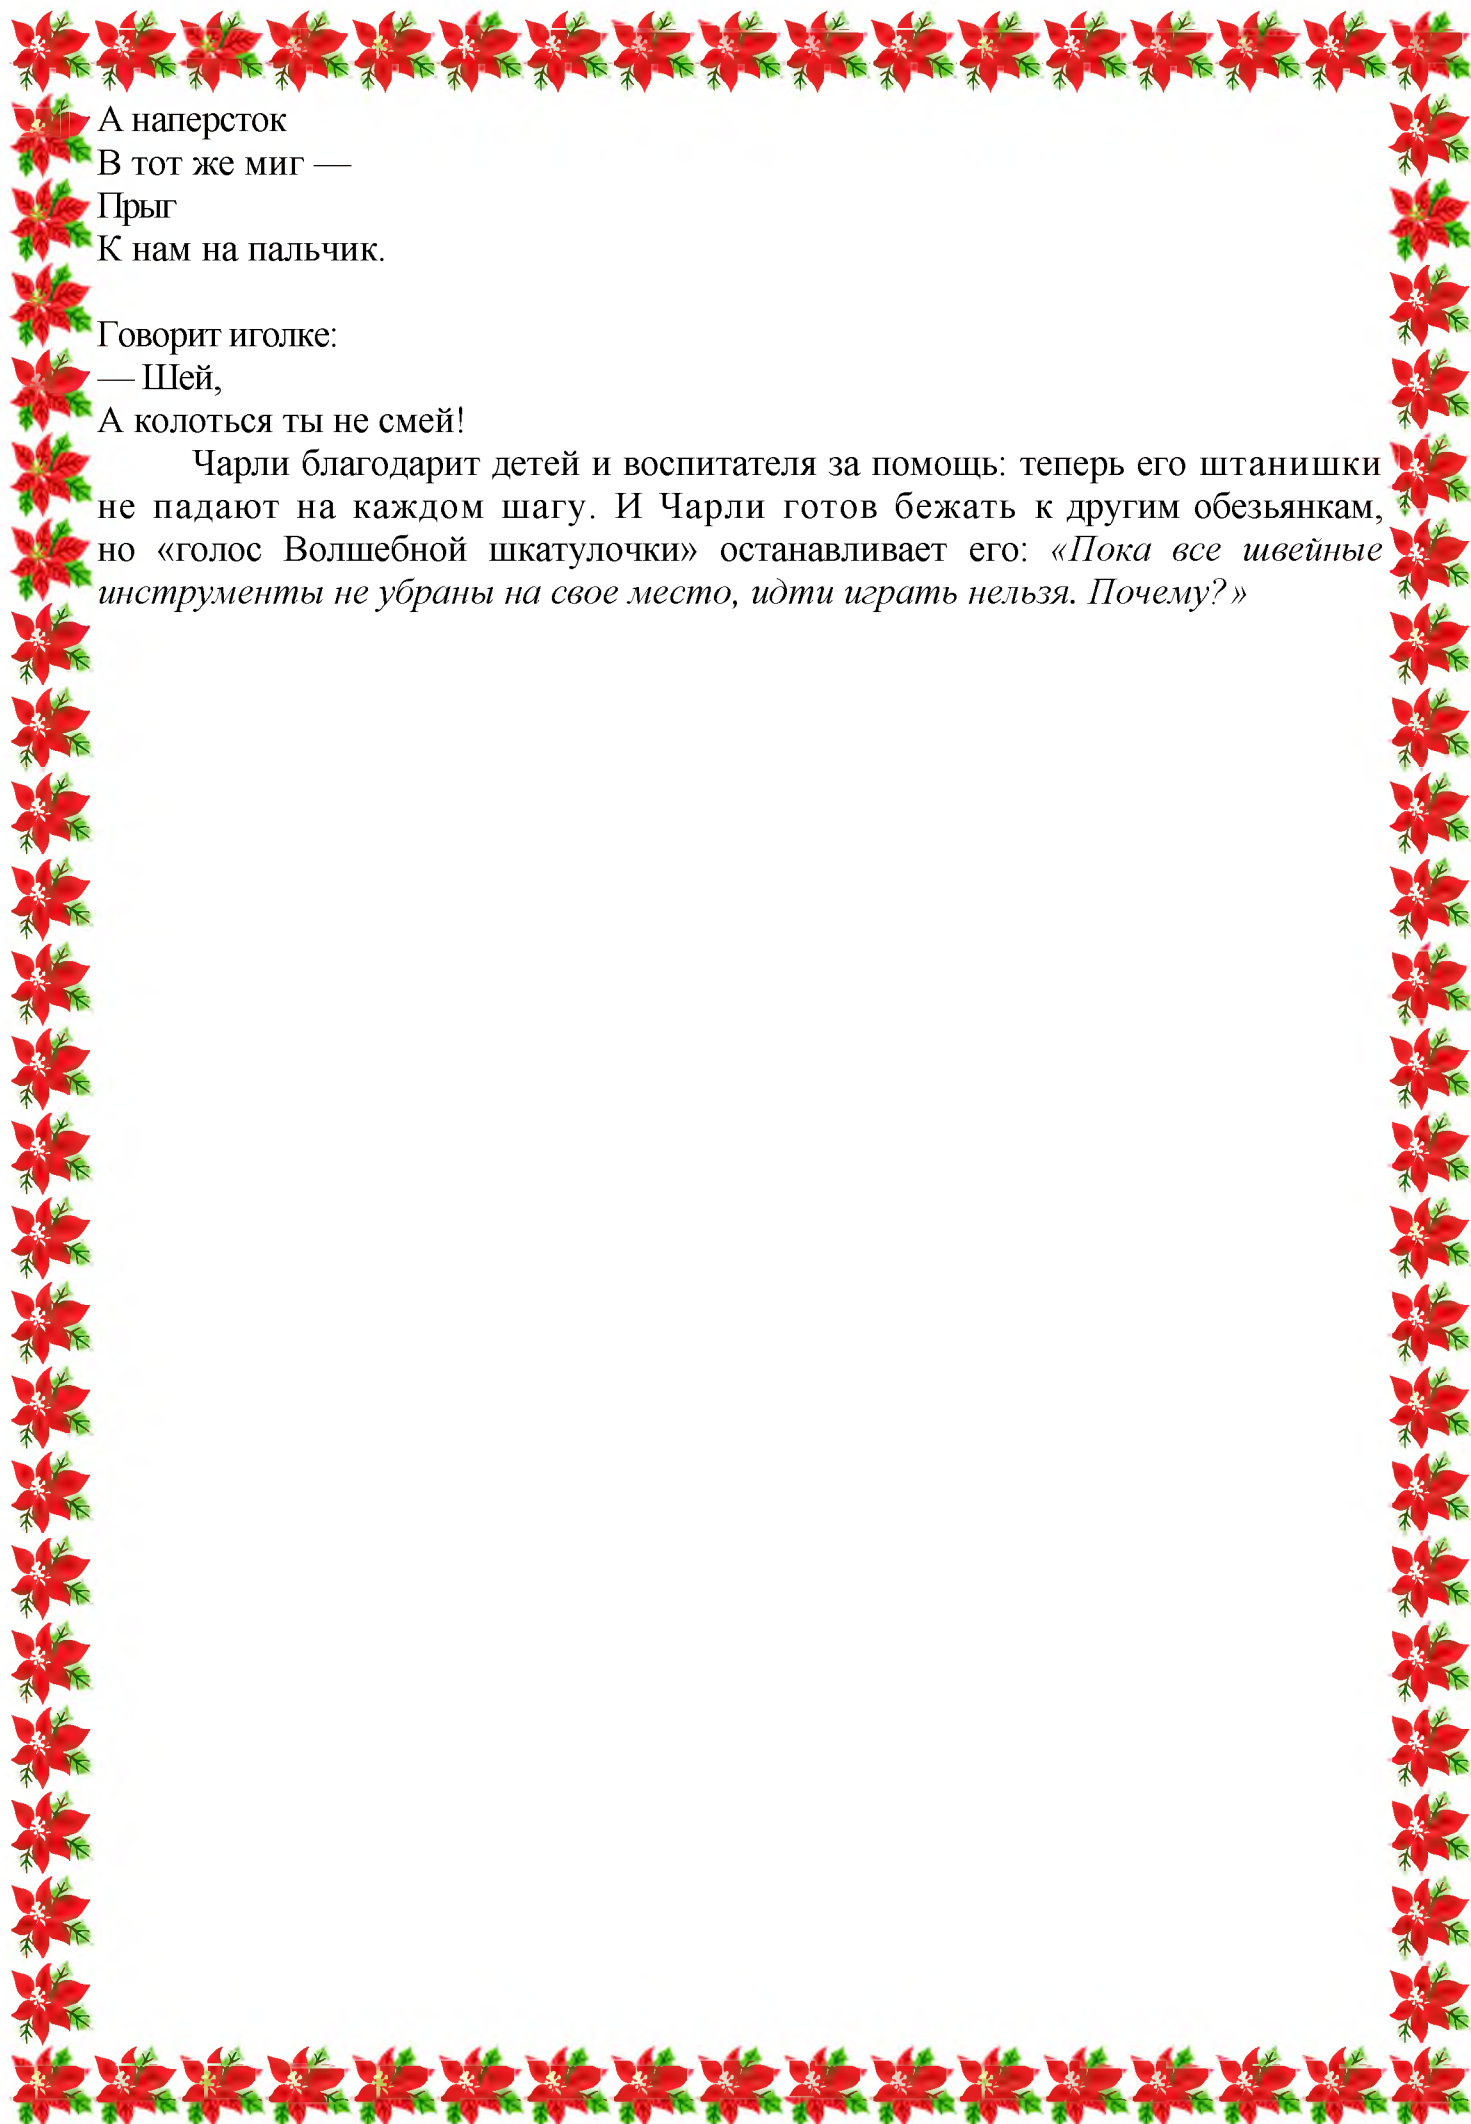 А наперсток
В тот же миг —
Прыг
К нам на пальчик.
Говорит иголке:
— Шей,
А колоться ты не смей!
Чарли благодарит детей и воспитателя за помощь: теперь его штанишки
не падают на каждом шагу. И Чарли готов бежать к другим обезьянкам,
но «голос Волшебной шкатулочки» останавливает его: «Пока все швейные
инструменты не убраны на свое место, идти играть нельзя. Почему?»